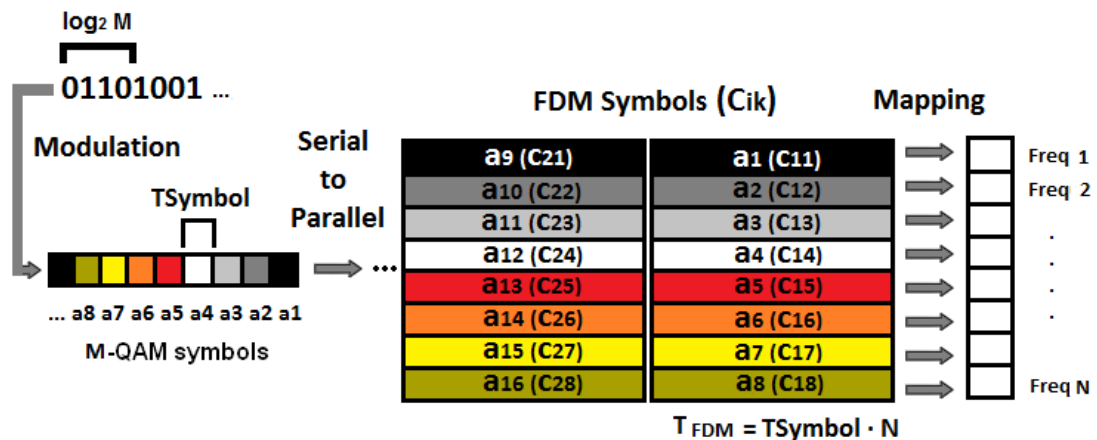 log2 M
01101001 ...
Modulation
TSymbol
... a8 a7 a6 a5 a4 a3 a2 a1
M-QAM symbols
Serial
to
Parallel
...
FDM Symbols (Cik)
a9 (C21) a1 (C11)
a10 (C22) a2 (C12)
a11 (C23) a3 (C13)
a12 (C24) a4 (C14)
a13 (C25) a5 (C15)
a14 (C26) a6 (C16)
a15 (C27) a7 (C17)
a16 (C28) a8 (C18)
T FDM = TSymbol · N
Mapping
Freq 1
Freq 2
.
.
.
.
Freq N